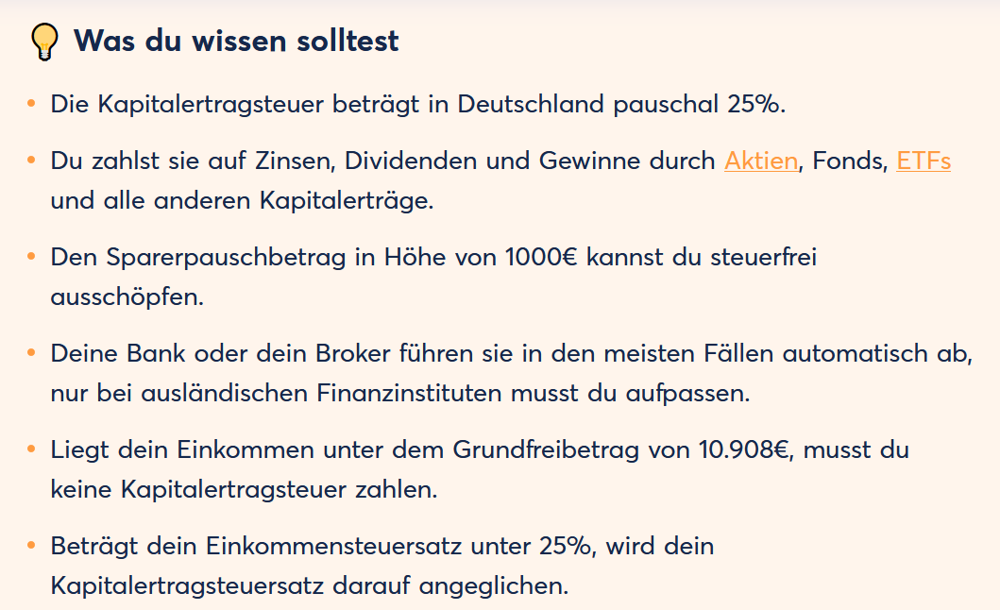 Was du wissen solltest
• Die Kapitalertragsteuer beträgt in Deutschland pauschal 25%.
• Du zahlst sie auf Zinsen, Dividenden und Gewinne durch Aktien, Fonds, ETFs
und alle anderen Kapitalerträge.
• Den Sparerpauschbetrag in Höhe von 1000€ kannst du steuerfrei
ausschöpfen.
• Deine Bank oder dein Broker führen sie in den meisten Fällen automatisch ab,
nur bei ausländischen Finanzinstituten musst du aufpassen.
• Liegt dein Einkommen unter dem Grundfreibetrag von 10.908€, musst du
keine Kapitalertragsteuer zahlen.
• Beträgt dein Einkommensteuersatz unter 25%, wird dein
Kapitalertragsteuersatz darauf angeglichen.